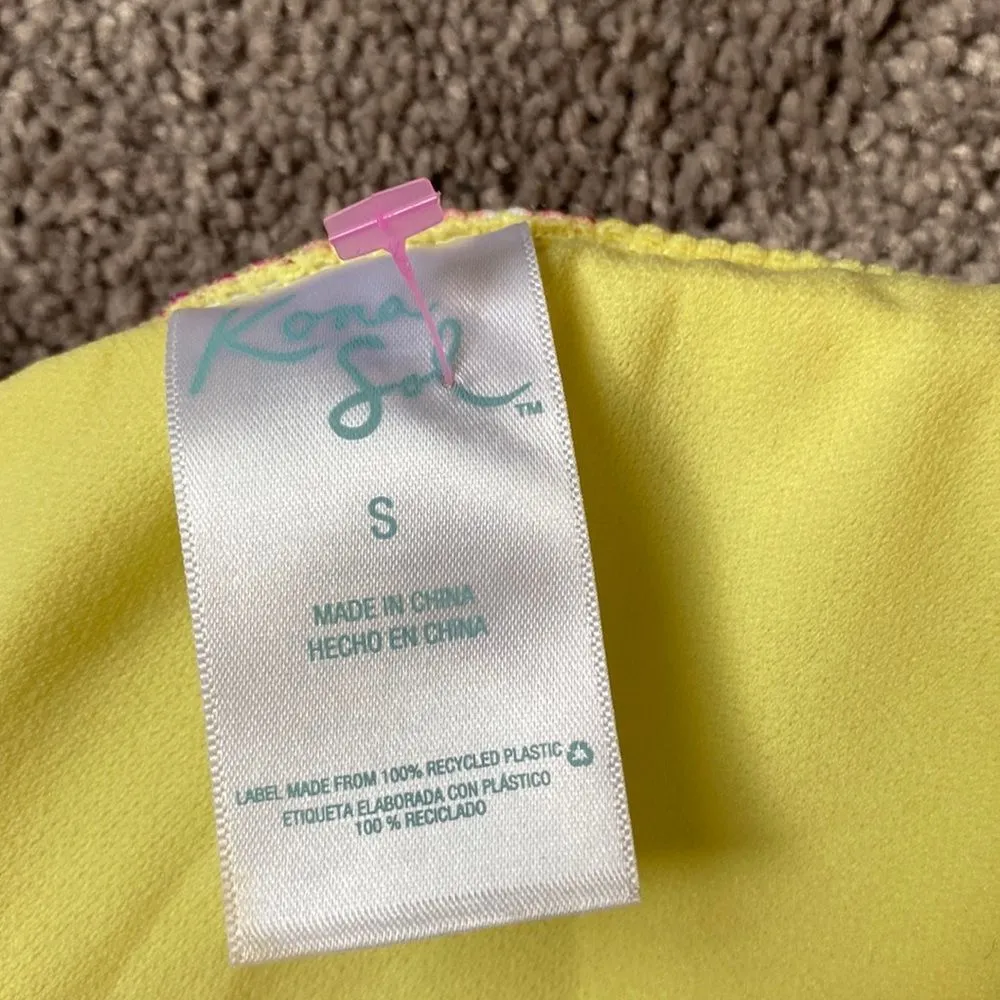 Kona
Sol™
S
MADE IN CHINA
HECHO EN CHINA
LABEL MADE FROM 100% RECYCLED PLASTIC
ETIQUETA ELABORADA CON PLÁSTICO
100 % RECICLADO